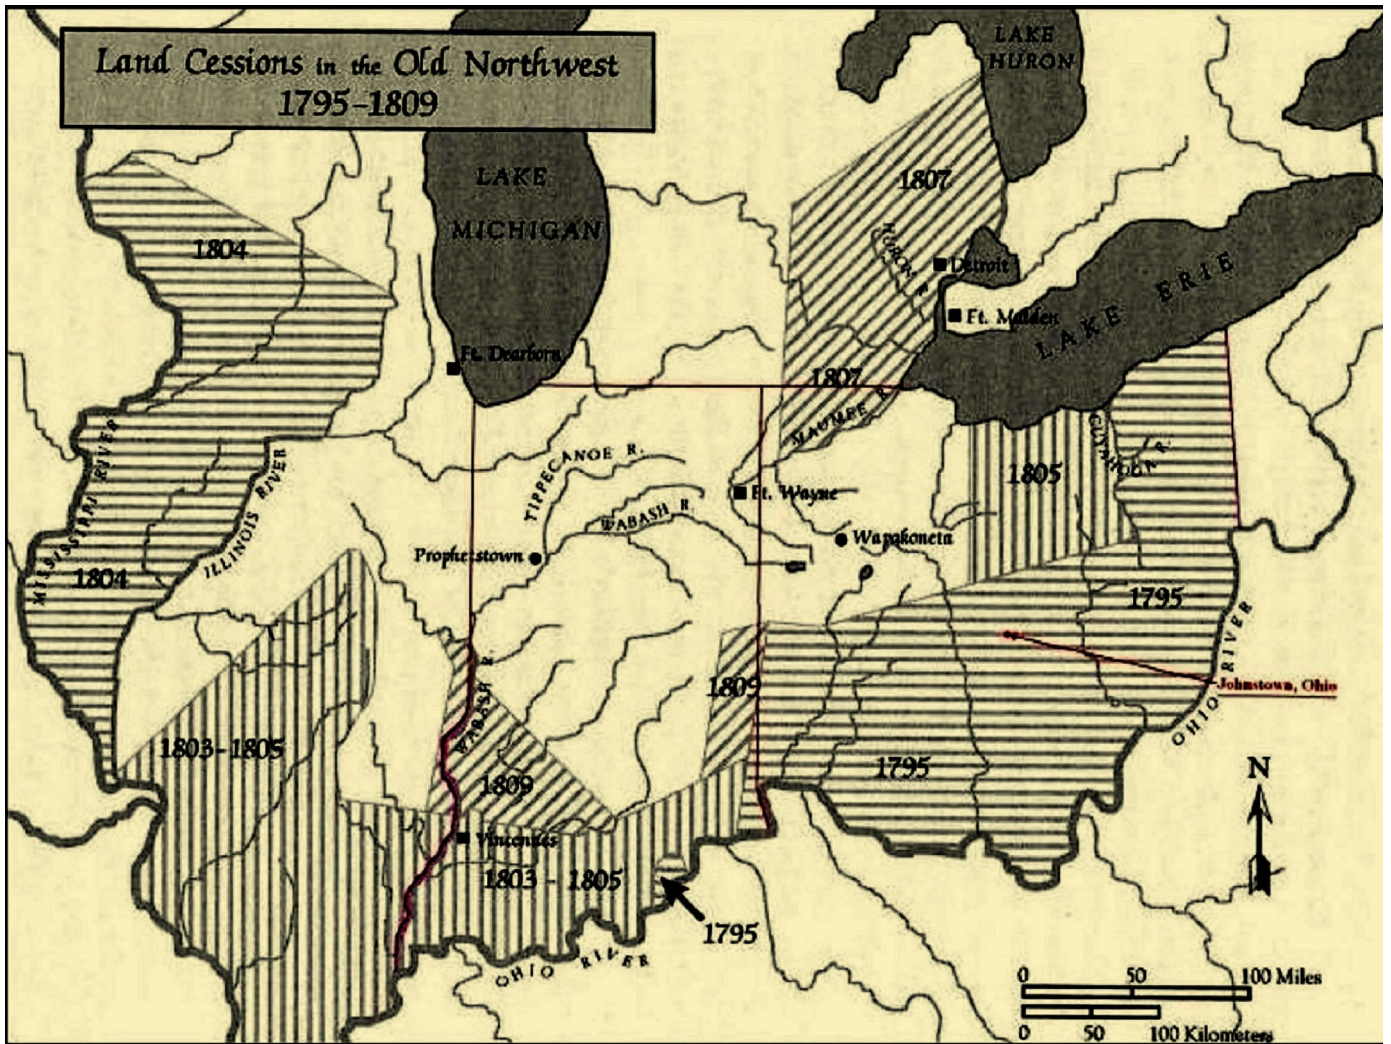 Land Cessions in the Old Northwest
1795-1809
LAKE
HURON
LAKE
MICHIGAN
1807
1804
HURON R.
Detroit
LAKE ERIE
Ft. Malden
Ft. Dearborn
1807
MAUMEE R.
MISSISSIPPI RIVER
CUYAHOGA R.
TIPPECANOE R.
1805
ILLINOIS RIVER
Ft. Wayne
WABASH R.
Wapakoneta
Prophetstown
1804
1795
OHIO RIVER
WABASH R.
1809
Johnstown, Ohio
1803-1805
1795
1809
N
Vincennes
1803 - 1805
1795
OHIO RIVER
0 50 100 Miles
0 50 100 Kilometers